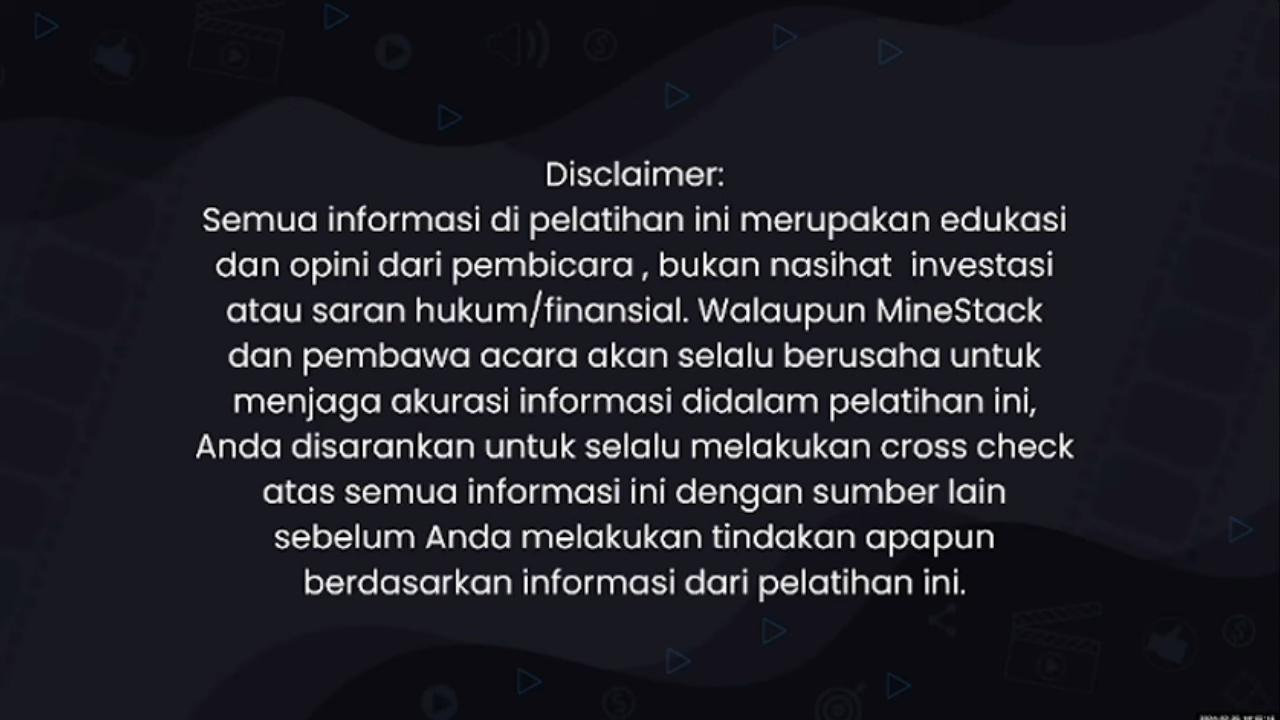 Disclaimer:
Semua informasi di pelatihan ini merupakan edukasi
dan opini dari pembicara , bukan nasihat  investasi
atau saran hukum/finansial. Walaupun MineStack
dan pembawa acara akan selalu berusaha untuk
menjaga akurasi informasi didalam pelatihan ini,
Anda disarankan untuk selalu melakukan cross check
atas semua informasi ini dengan sumber lain
sebelum Anda melakukan tindakan apapun
berdasarkan informasi dari pelatihan ini.